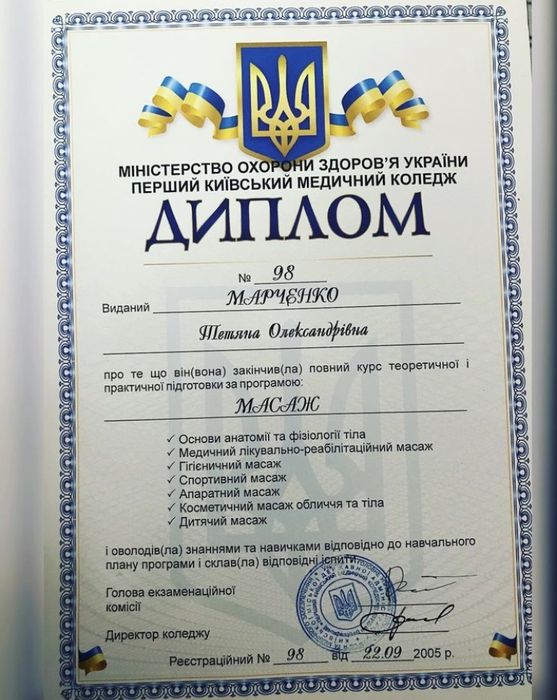 МІНІСТЕРСТВО ОХОРОНИ ЗДОРОВ'Я УКРАЇНИ
ПЕРШИЙ КИЇВСЬКИЙ МЕДИЧНИЙ КОЛЕДЖ
ДИПЛОМ
№ 98
Виданий МАРЧЕНКО
Тетяна Олександрівна
про те що він(вона) закінчив(ла) повний курс теоретичної і
практичної підготовки за програмою:
МАСАЖ
✓ Основи анатомії та фізіології тіла
✓ Медичний лікувально-реабілітаційний масаж
✓ Гігієнічний масаж
✓ Спортивний масаж
✓ Апаратний масаж
✓ Косметичний масаж обличчя та тіла
✓ Дитячий масаж
і оволодів(ла) знаннями та навичками відповідно до навчального
плану програми і склав(ла) відповідні іспити
Голова екзаменаційної
комісії
Директор коледжу
Реєстраційний № 98 від 22.09 2005 р.